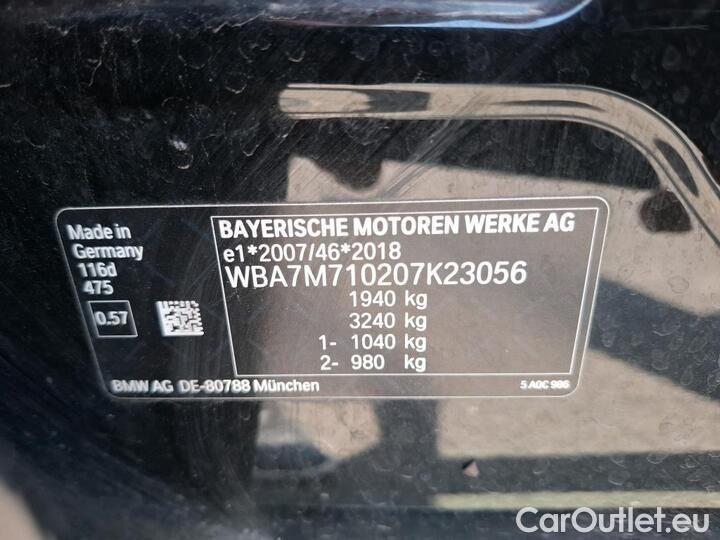 Made in
Germany
116d
475
0.57
BAYERISCHE MOTOREN WERKE AG
e1*2007/46*2018
WBA7M710207K23056
1940 kg
3240 kg
1- 1040 kg
2- 980 kg
BMW AG DE-80788 München
5 A0C 986
CarOutlet.eu